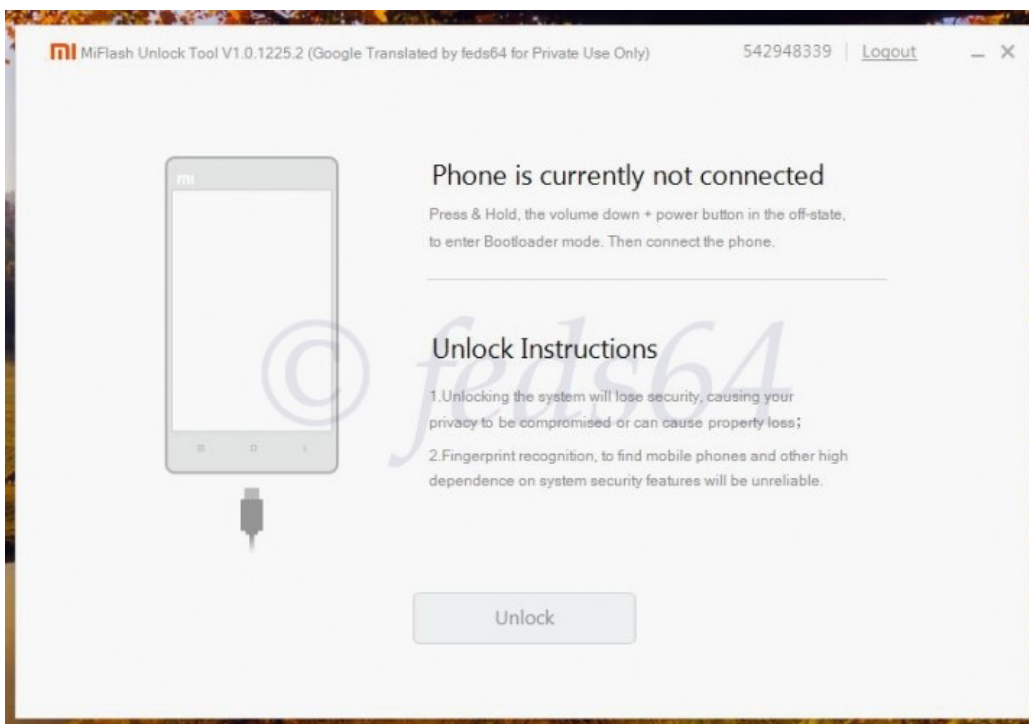 mi MiFlash Unlock Tool V1.0.1225.2 (Google Translated by feds64 for Private Use Only) 542948339 | Logout
mi
Phone is currently not connected
Press & Hold, the volume down + power button in the off-state,
to enter Bootloader mode. Then connect the phone.
© feds64
Unlock Instructions
1.Unlocking the system will lose security, causing your
privacy to be compromised or can cause property loss;
2.Fingerprint recognition, to find mobile phones and other high
dependence on system security features will be unreliable.
Unlock